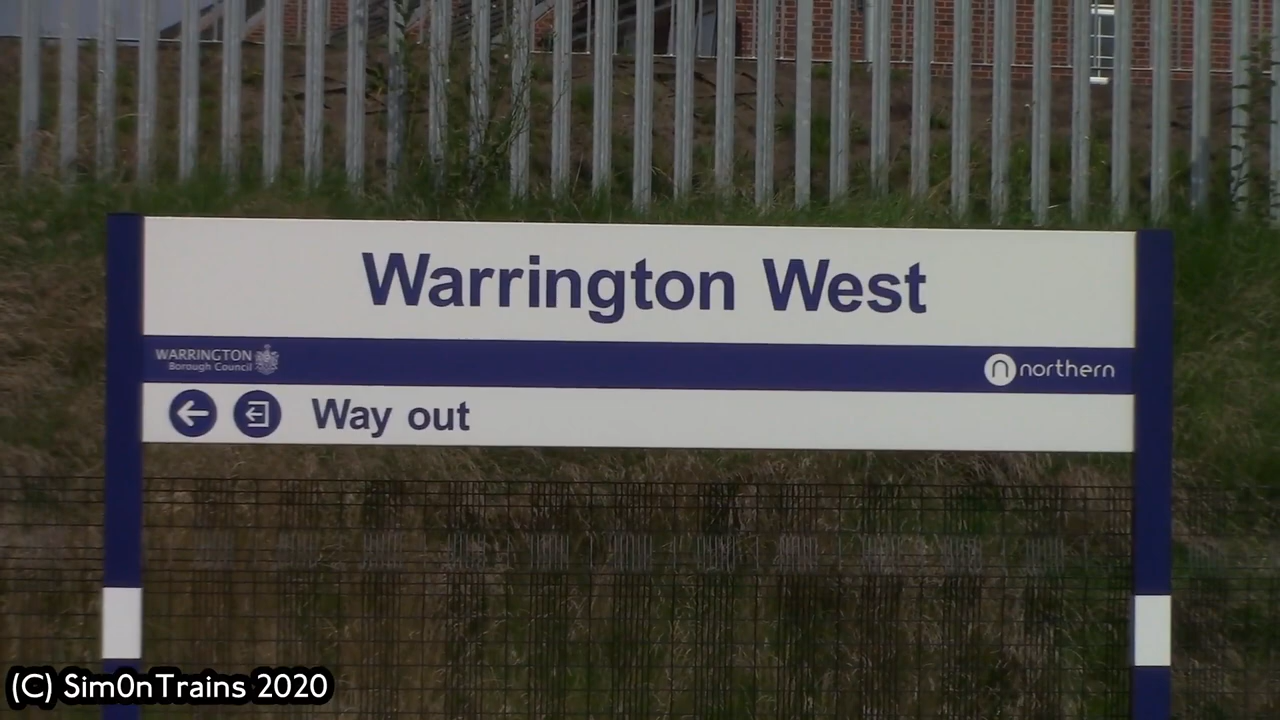 Warrington West
WARRINGTON
Borough Council
northern
Way out
(C) Sim0nTrains 2020